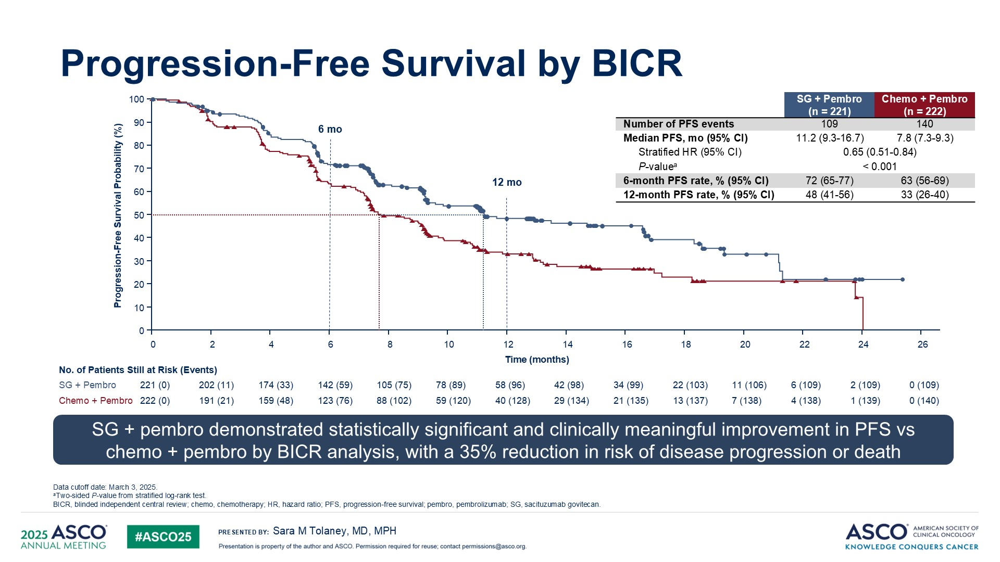 Progression-Free Survival by BICR
SG + Pembro Chemo + Pembro
(n = 221) (n = 222)
Number of PFS events 109 140
Median PFS, mo (95% CI) 11.2 (9.3-16.7) 7.8 (7.3-9.3)
Stratified HR (95% CI) 0.65 (0.51-0.84)
P-valueᵃ < 0.001
6-month PFS rate, % (95% CI) 72 (65-77) 63 (56-69)
12-month PFS rate, % (95% CI) 48 (41-56) 33 (26-40)
Progression-Free Survival Probability (%)
100
90
80
70
60
50
40
30
20
10
0
6 mo
12 mo
0 2 4 6 8 10 12 14 16 18 20 22 24 26
Time (months)
No. of Patients Still at Risk (Events)
SG + Pembro 221 (0) 202 (11) 174 (33) 142 (59) 105 (75) 78 (89) 58 (96) 42 (98) 34 (99) 22 (103) 11 (106) 6 (109) 2 (109) 0 (109)
Chemo + Pembro 222 (0) 191 (21) 159 (48) 123 (76) 88 (102) 59 (120) 40 (128) 29 (134) 21 (135) 13 (137) 7 (138) 4 (138) 1 (139) 0 (140)
SG + pembro demonstrated statistically significant and clinically meaningful improvement in PFS vs
chemo + pembro by BICR analysis, with a 35% reduction in risk of disease progression or death
Data cutoff date: March 3, 2025.
ᵃTwo-sided P-value from stratified log-rank test.
BICR, blinded independent central review; chemo, chemotherapy; HR, hazard ratio; PFS, progression-free survival; pembro, pembrolizumab; SG, sacituzumab govitecan.
2025 ASCO®
ANNUAL MEETING
#ASCO25
PRESENTED BY: Sara M Tolaney, MD, MPH
Presentation is property of the author and ASCO. Permission required for reuse; contact permissions@asco.org.
ASCO® AMERICAN SOCIETY OF
CLINICAL ONCOLOGY
KNOWLEDGE CONQUERS CANCER